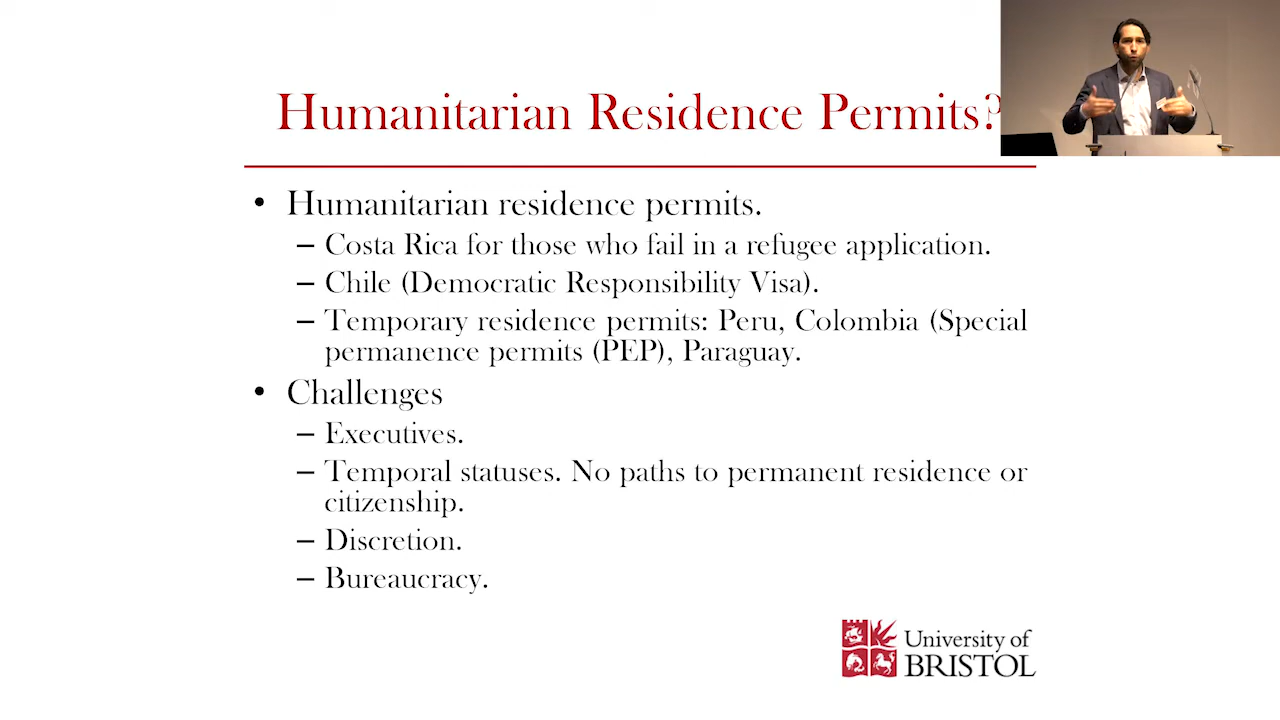 Humanitarian Residence Permits?
• Humanitarian residence permits.
– Costa Rica for those who fail in a refugee application.
– Chile (Democratic Responsibility Visa).
– Temporary residence permits: Peru, Colombia (Special
permanence permits (PEP), Paraguay.
• Challenges
– Executives.
– Temporal statuses. No paths to permanent residence or
citizenship.
– Discretion.
– Bureaucracy.
University of
BRISTOL